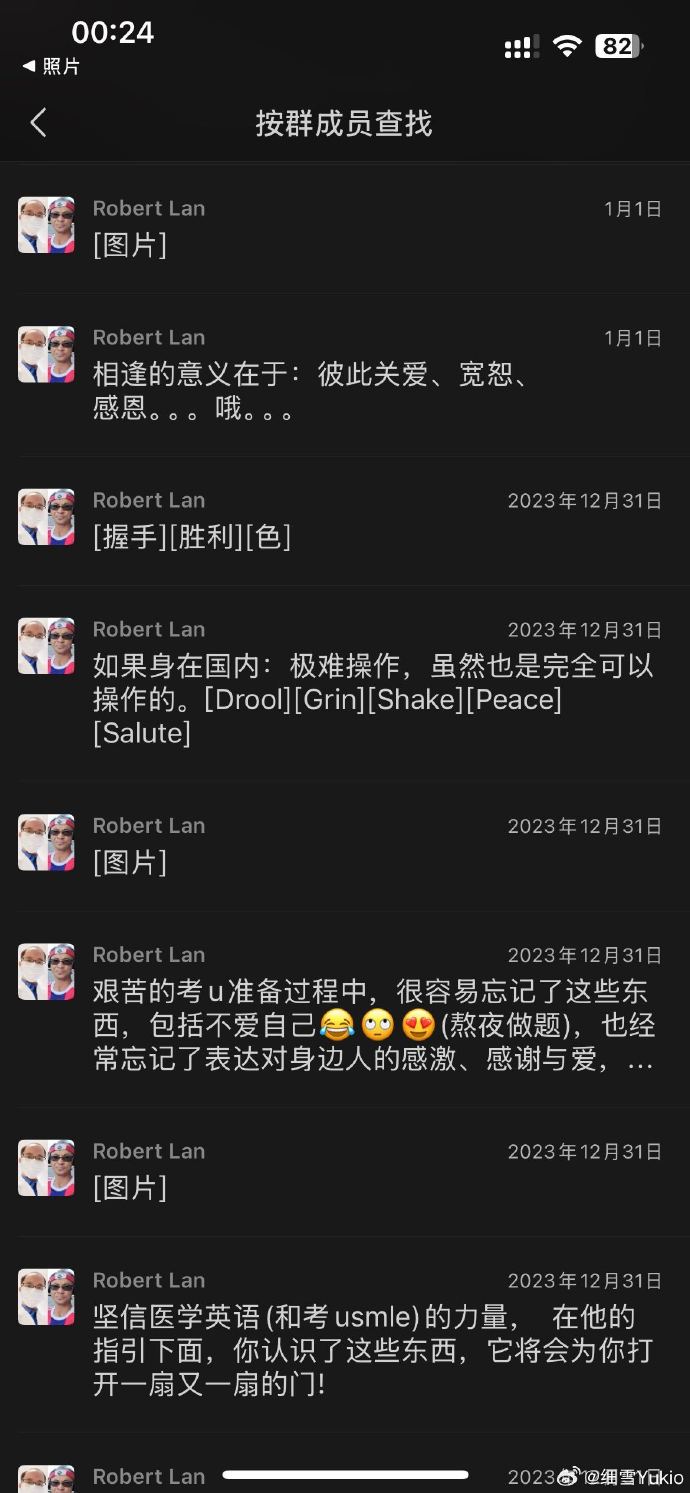 00:24
82
◀ 照片
按群成员查找
Robert Lan 1月1日
[图片]
Robert Lan 1月1日
相逢的意义在于：彼此关爱、宽恕、
感恩。。。哦。。。
Robert Lan 2023年12月31日
[握手][胜利][色]
Robert Lan 2023年12月31日
如果身在国内：极难操作，虽然也是完全可以
操作的。[Drool][Grin][Shake][Peace]
[Salute]
Robert Lan 2023年12月31日
[图片]
Robert Lan 2023年12月31日
艰苦的考u准备过程中，很容易忘记了这些东
西，包括不爱自己😂🙄😍(熬夜做题)，也经
常忘记了表达对身边人的感激、感谢与爱，...
Robert Lan 2023年12月31日
[图片]
Robert Lan 2023年12月31日
坚信医学英语(和考usmle)的力量， 在他的
指引下面，你认识了这些东西，它将会为你打
开一扇又一扇的门!
Robert Lan 2023
@细雪Yukio